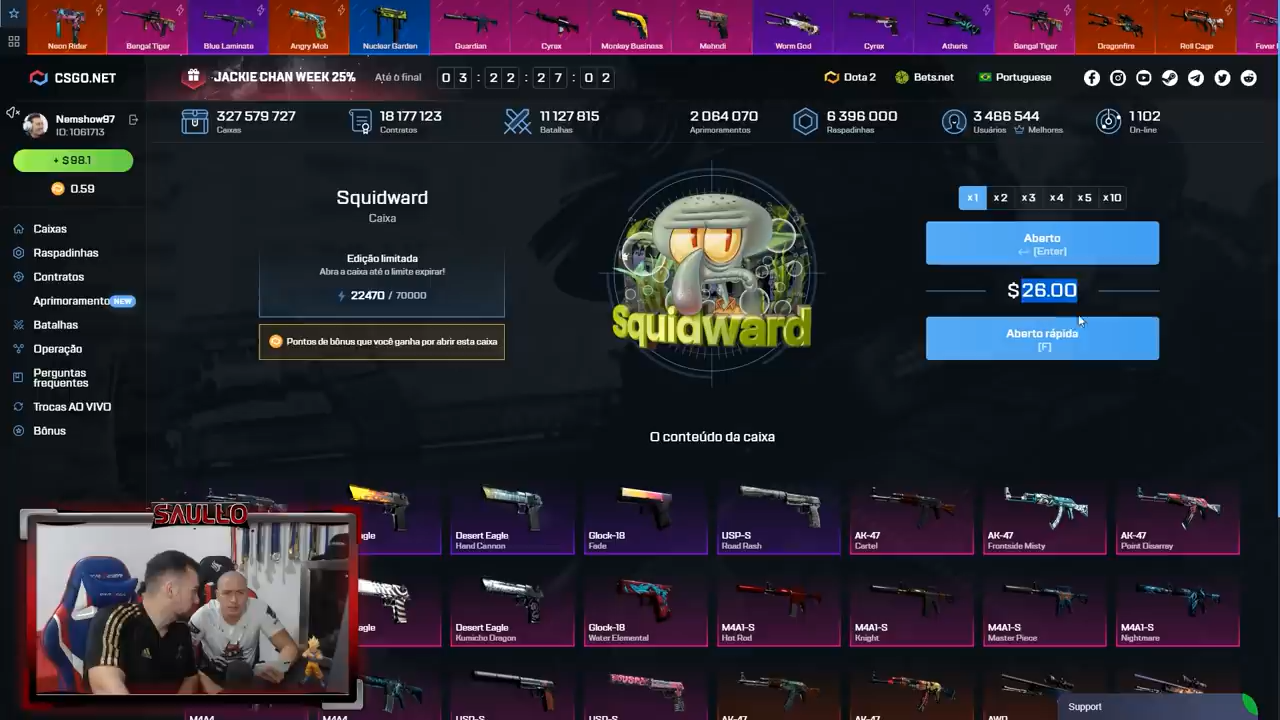 Neon Rider
Bengal Tiger
Blue Laminate
Angry Mob
Nuclear Garden
Guardian
Cyrex
Monkey Business
Mehndi
Worm God
Cyrex
Atheris
Bengal Tiger
Dragonfire
Roll Cage
Fever
CSGO.NET
JACKIE CHAN WEEK 25%
Até o final
03:22:27:02
Dota 2
Bets.net
Portuguese
Nemshow97
ID: 1061713
+ $98.1
0.59
327 579 727
Caixas
18 177 123
Contratos
11 127 815
Batalhas
2 064 070
Aprimoramentos
6 396 000
Raspadinhas
3 466 544
Usuários
Melhores
1 102
On-line
Caixas
Raspadinhas
Contratos
Aprimoramento NEW
Batalhas
Operação
Perguntas
frequentes
Trocas AO VIVO
Bônus
Squidward
Caixa
Edição limitada
Abra a caixa até o limite expirar!
22470 / 70000
Pontos de bônus que você ganha por abrir esta caixa
Squidward
x1 x2 x3 x4 x5 x10
Aberto
[Enter]
$26.00
Aberto rápida
[F]
O conteúdo da caixa
Desert Eagle
Hand Cannon
Glock-18
Fade
USP-S
Road Rash
AK-47
Cartel
AK-47
Frontside Misty
AK-47
Point Disarray
Desert Eagle
Kumicho Dragon
Glock-18
Water Elemental
M4A1-S
Hot Rod
M4A1-S
Knight
M4A1-S
Master Piece
M4A1-S
Nightmare
SAULLO
Support